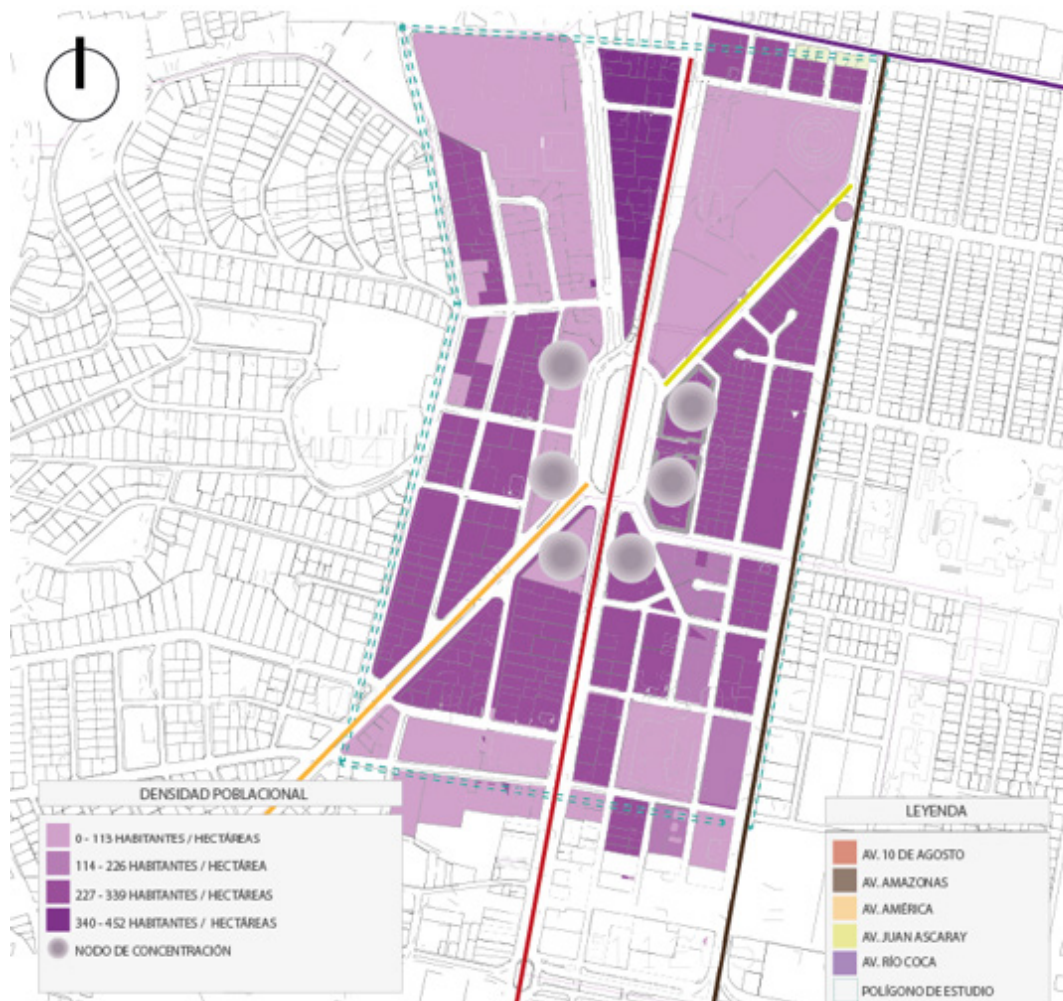 DENSIDAD POBLACIONAL
0 - 113 HABITANTES / HECTÁREAS
114 - 226 HABITANTES / HECTÁREA
227 - 339 HABITANTES / HECTÁREAS
340 - 452 HABITANTES / HECTÁREAS
NODO DE CONCENTRACIÓN
LEYENDA
AV. 10 DE AGOSTO
AV. AMAZONAS
AV. AMÉRICA
AV. JUAN ASCARAY
AV. RÍO COCA
POLÍGONO DE ESTUDIO